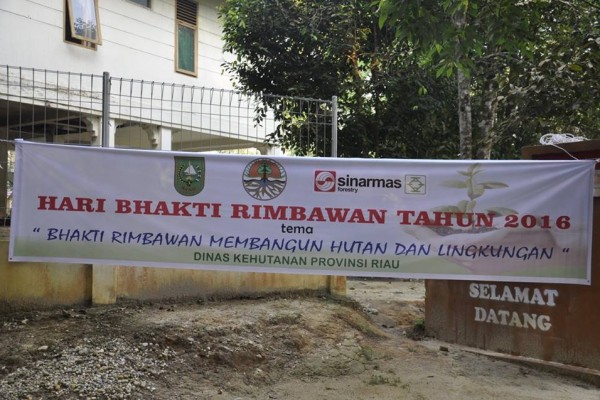 sinarmas
forestry
HARI BHAKTI RIMBAWAN TAHUN 2016
tema
" BHAKTI RIMBAWAN MEMBANGUN HUTAN DAN LINGKUNGAN "
DINAS KEHUTANAN PROVINSI RIAU
SELAMAT
DATANG